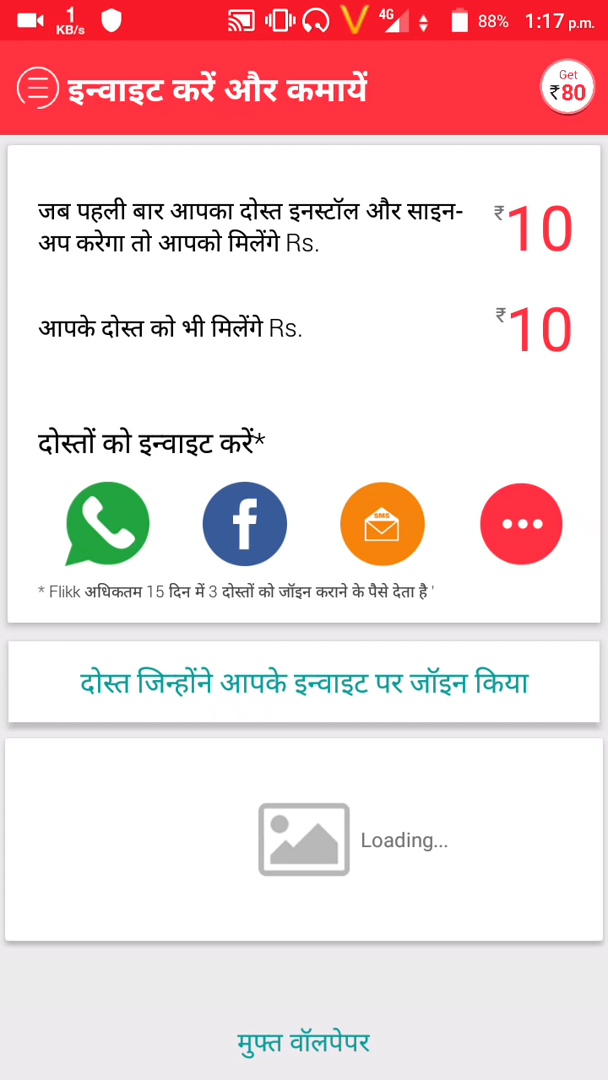 1 KB/s 4G 88% 1:17 p.m.
इन्वाइट करें और कमायें
Get
₹80
जब पहली बार आपका दोस्त इनस्टॉल और साइन-
अप करेगा तो आपको मिलेंगे Rs.
₹10
आपके दोस्त को भी मिलेंगे Rs.
₹10
दोस्तों को इन्वाइट करें*
SMS
* Flikk अधिकतम 15 दिन में 3 दोस्तों को जॉइन कराने के पैसे देता है '
दोस्त जिन्होंने आपके इन्वाइट पर जॉइन किया
Loading...
मुफ्त वॉलपेपर